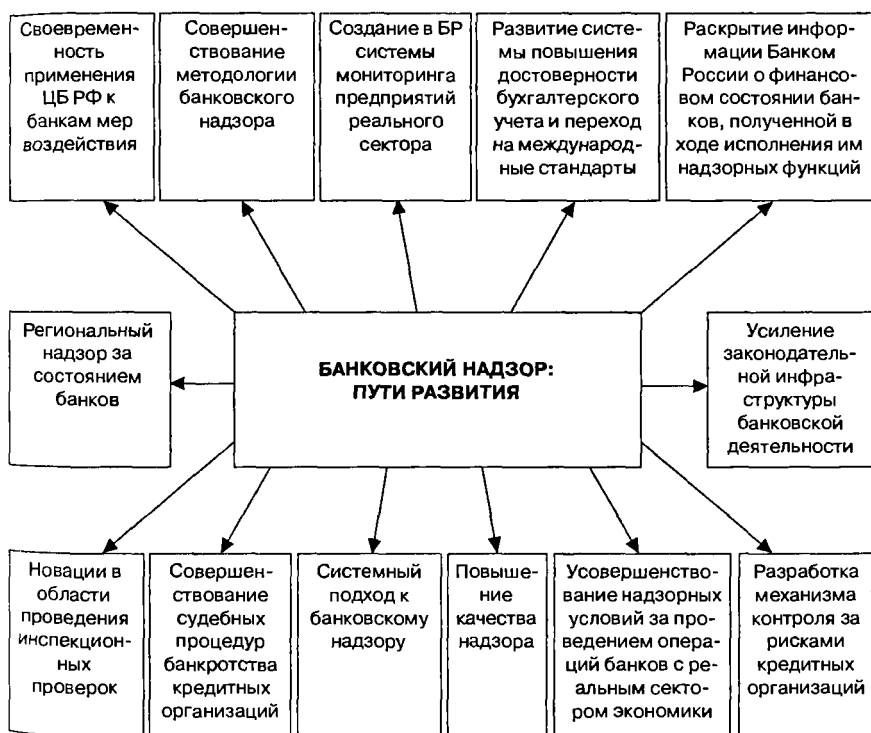 Своевремен-
ность
применения
ЦБ РФ к
банкам мер
воздействия
Совершен-
ствование
методологии
банковского
надзора
Создание в БР
системы
мониторинга
предприятий
реального
сектора
Развитие систе-
мы повышения
достоверности
бухгалтерского
учета и переход
на международ-
ные стандарты
Раскрытие инфор-
мации Банком
России о финансо-
вом состоянии бан-
ков, полученной в
ходе исполнения им
надзорных функций
Региональный
надзор за
состоянием
банков
БАНКОВСКИЙ НАДЗОР:
ПУТИ РАЗВИТИЯ
Усиление
законодатель-
ной инфра-
структуры
банковской
деятельности
Новации в
области
проведения
инспекцион-
ных
проверок
Совершен-
ствование
судебных
процедур
банкротства
кредитных
организаций
Системный
подход к
банковскому
надзору
Повыше-
ние
качества
надзора
Усовершенство-
вание надзорных
условий за про-
ведением опера-
ций банков с ре-
альным секто-
ром экономики
Разработка
механизма
контроля за
рисками
кредитных
организаций